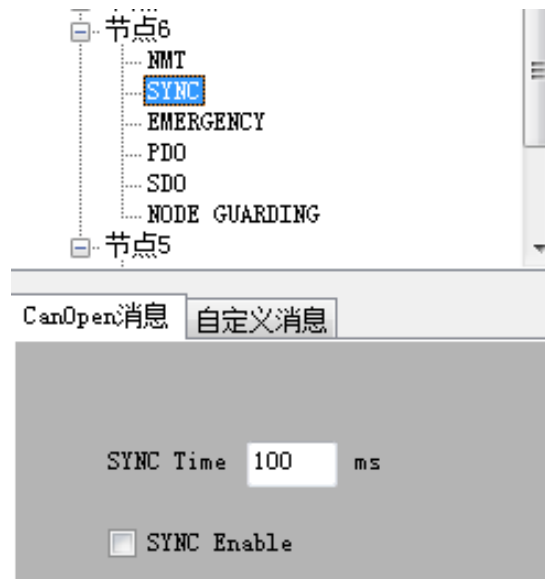 节点6
NMT
SYNC
EMERGENCY
PDO
SDO
NODE GUARDING
节点5
CanOpen消息 自定义消息
SYNC Time 100 ms
SYNC Enable